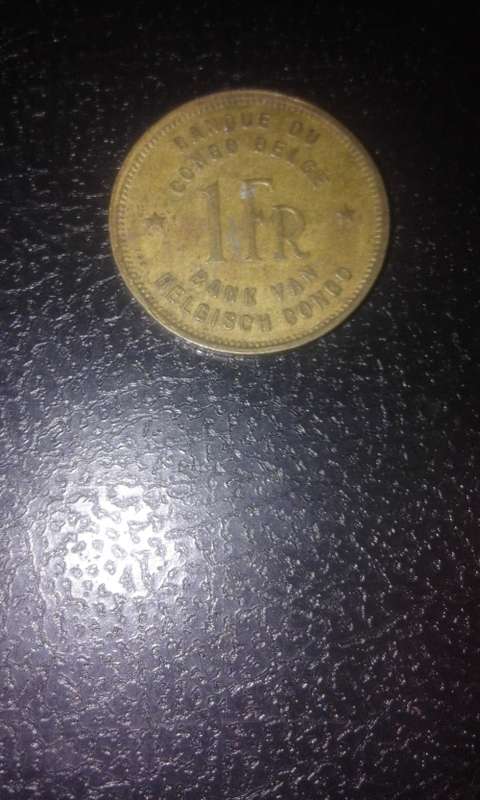 BANQUE DU
CONGO BELGE
1 FR
BANK VAN
BELGISCH CONGO